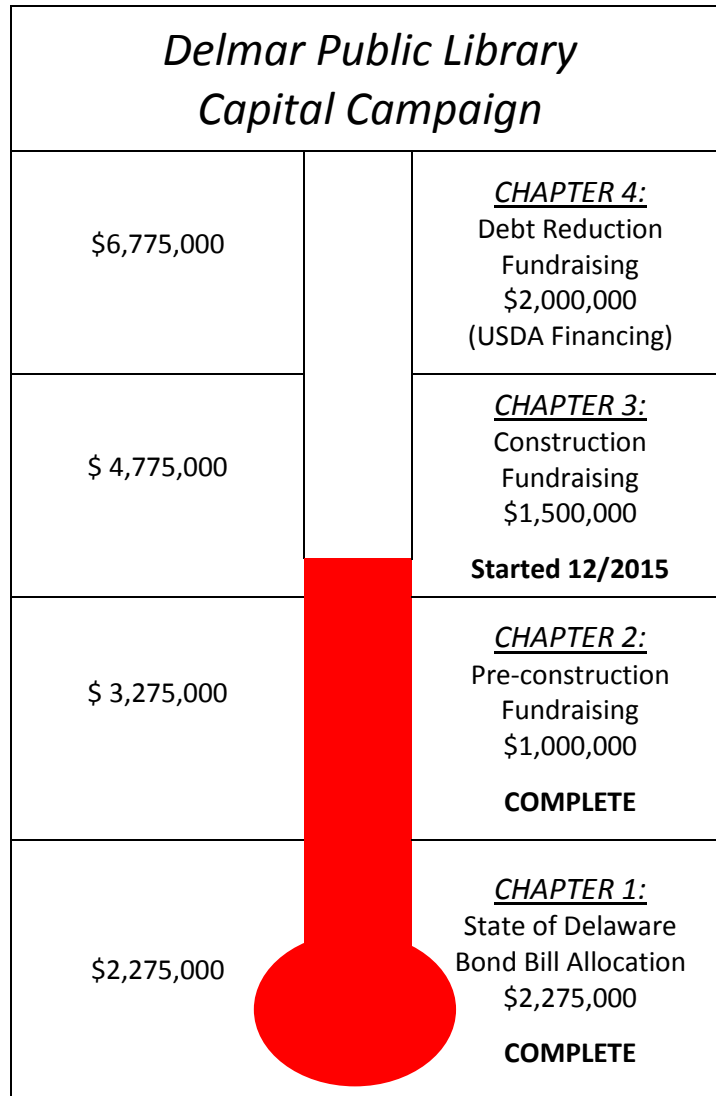 Delmar Public Library
Capital Campaign
$6,775,000
CHAPTER 4:
Debt Reduction
Fundraising
$2,000,000
(USDA Financing)
$ 4,775,000
CHAPTER 3:
Construction
Fundraising
$1,500,000
Started 12/2015
$ 3,275,000
CHAPTER 2:
Pre-construction
Fundraising
$1,000,000
COMPLETE
$2,275,000
CHAPTER 1:
State of Delaware
Bond Bill Allocation
$2,275,000
COMPLETE